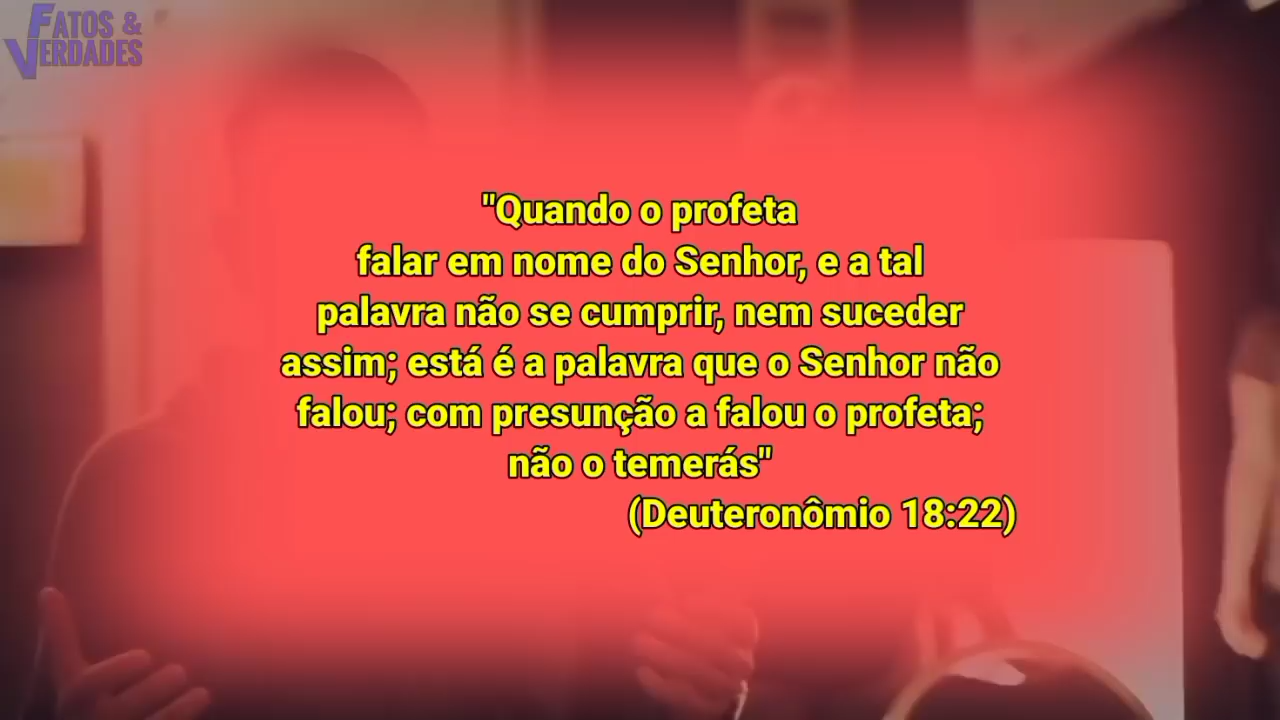 FATOS &
VERDADES
"Quando o profeta
falar em nome do Senhor, e a tal
palavra não se cumprir, nem suceder
assim; está é a palavra que o Senhor não
falou; com presunção a falou o profeta;
não o temerás"
(Deuteronômio 18:22)